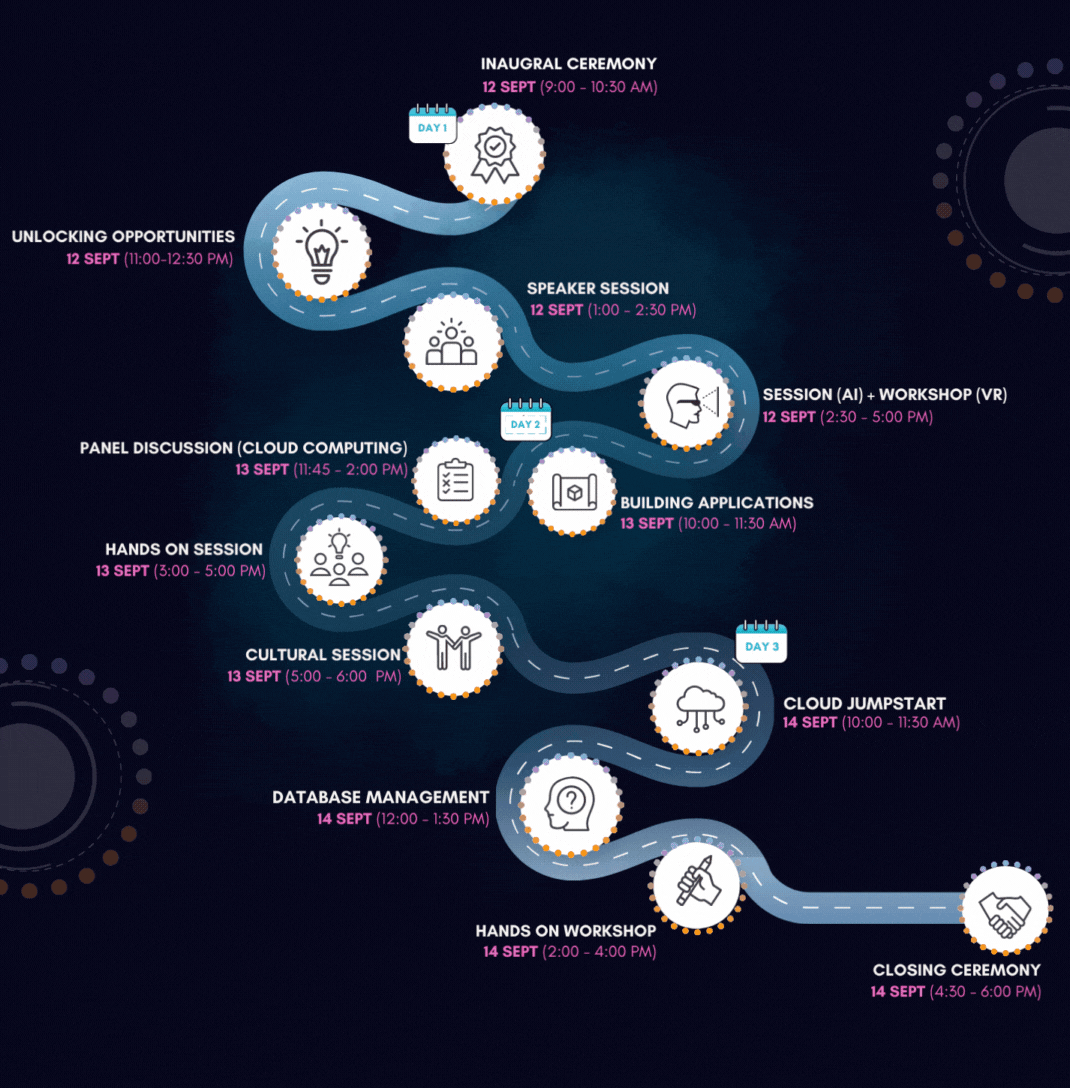 INAUGRAL CEREMONY
12 SEPT (9:00 - 10:30 AM)
DAY 1
UNLOCKING OPPORTUNITIES
12 SEPT (11:00-12:30 PM)
SPEAKER SESSION
12 SEPT (1:00 - 2:30 PM)
SESSION (AI) + WORKSHOP (VR)
12 SEPT (2:30 - 5:00 PM)
DAY 2
BUILDING APPLICATIONS
13 SEPT (10:00 - 11:30 AM)
PANEL DISCUSSION (CLOUD COMPUTING)
13 SEPT (11:45 - 2:00 PM)
HANDS ON SESSION
13 SEPT (3:00 - 5:00 PM)
CULTURAL SESSION
13 SEPT (5:00 - 6:00 PM)
DAY 3
CLOUD JUMPSTART
14 SEPT (10:00 - 11:30 AM)
DATABASE MANAGEMENT
14 SEPT (12:00 - 1:30 PM)
?
HANDS ON WORKSHOP
14 SEPT (2:00 - 4:00 PM)
CLOSING CEREMONY
14 SEPT (4:30 - 6:00 PM)